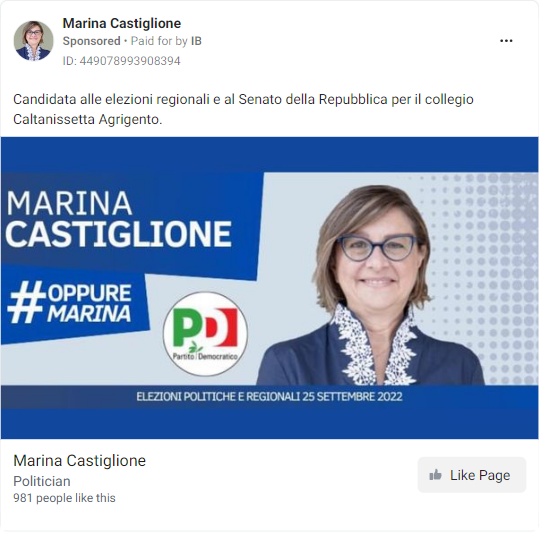 Marina Castiglione
Sponsored • Paid for by IB
ID: 449078993908394
Candidata alle elezioni regionali e al Senato della Repubblica per il collegio
Caltanissetta Agrigento.
MARINA
CASTIGLIONE
#OPPURE
MARINA
PD
Partito Democratico
ELEZIONI POLITICHE E REGIONALI 25 SETTEMBRE 2022
Marina Castiglione
Politician
981 people like this
Like Page